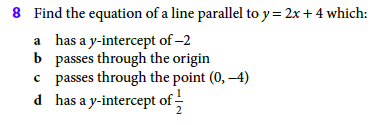 8 Find the equation of a line parallel to y = 2x + 4 which:
a has a y-intercept of –2
b passes through the origin
c passes through the point (0, –4)
d has a y-intercept of 1/2